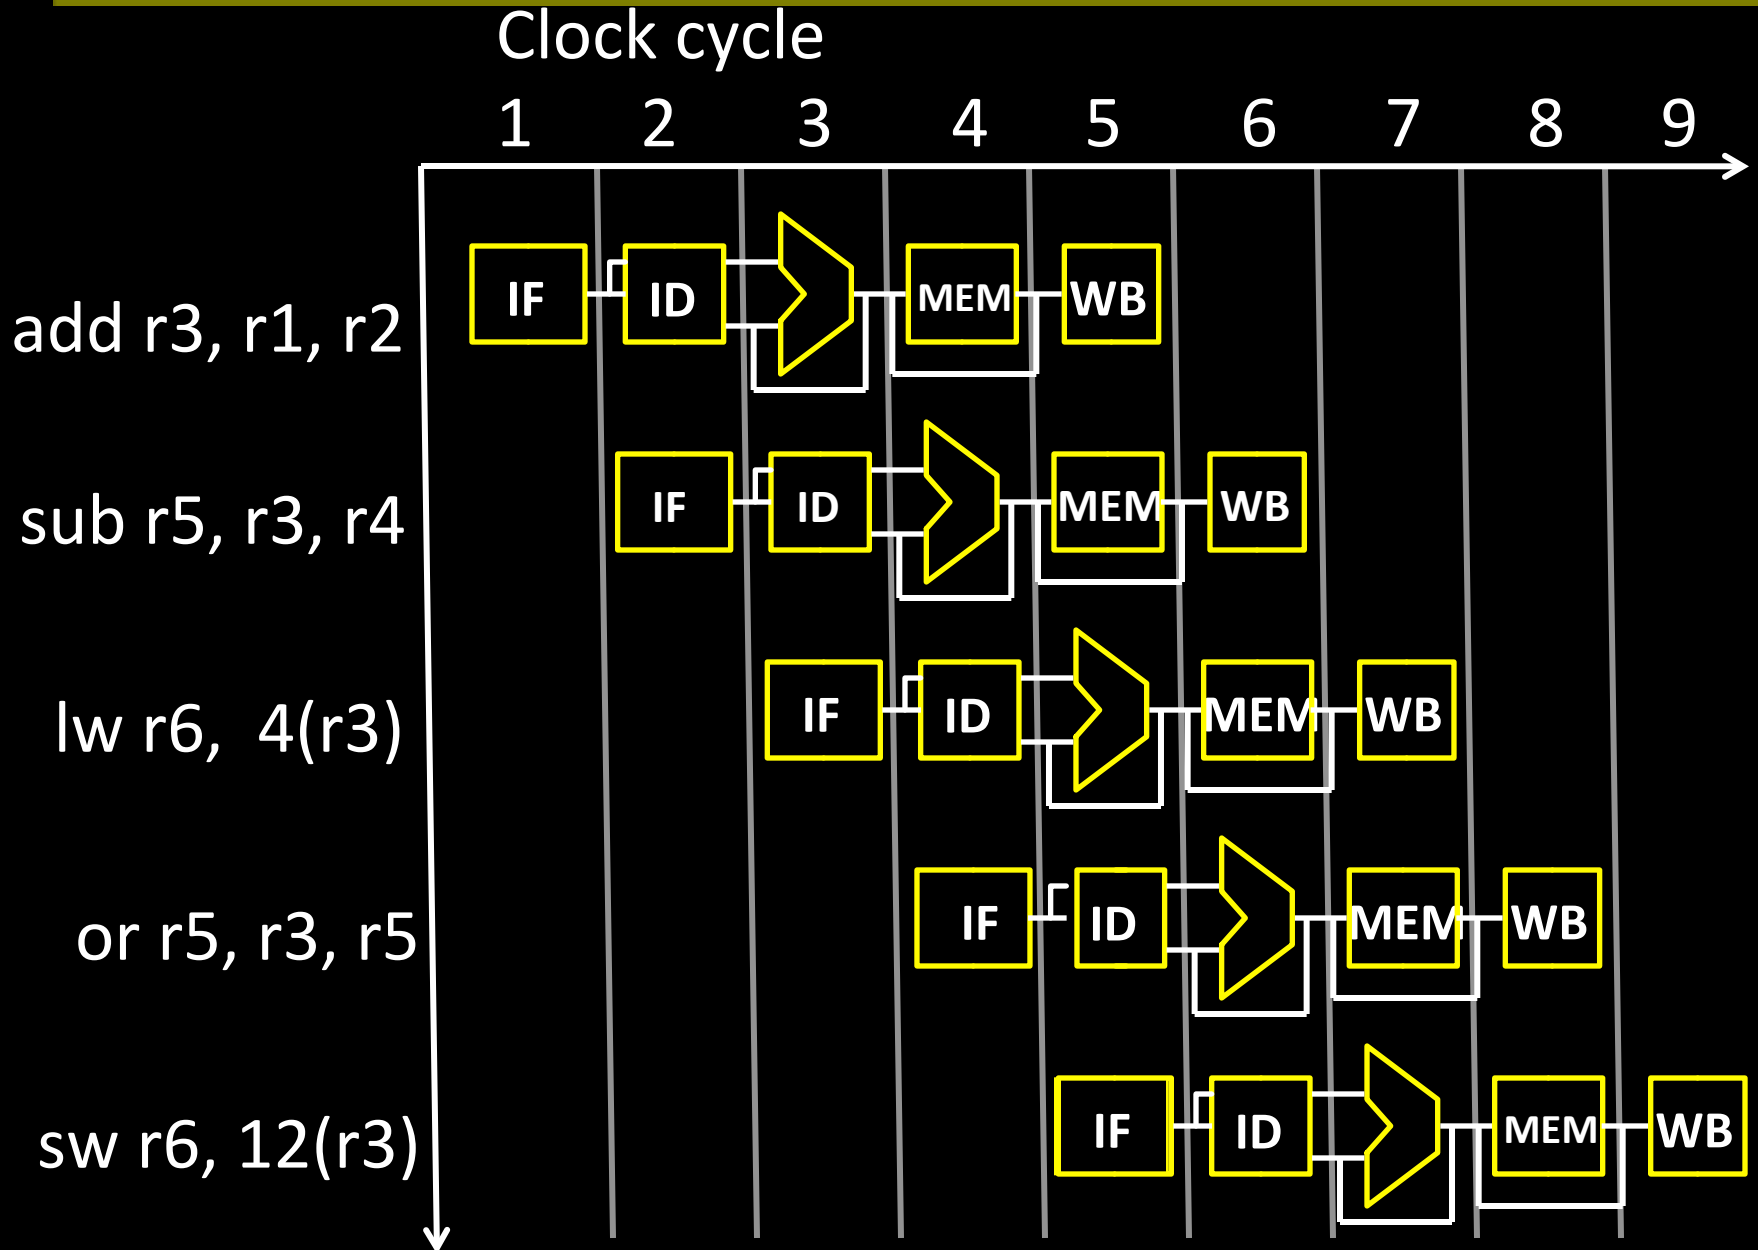 Clock cycle
1 2 3 4 5 6 7 8 9
add r3, r1, r2 IF ID MEM WB
sub r5, r3, r4 IF ID MEM WB
lw r6, 4(r3) IF ID MEM WB
or r5, r3, r5 IF ID MEM WB
sw r6, 12(r3) IF ID MEM WB